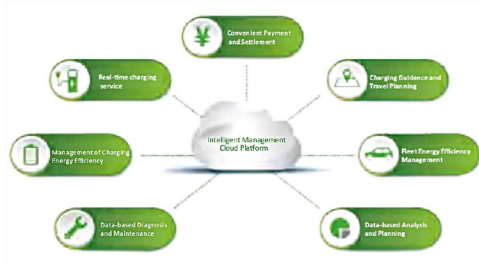 ¥
Convenient Payment
and Settlement
Real-time charging
service
Charging Guidance and
Travel Planning
Intelligent Management
Cloud Platform
Management of Charging
Energy Efficiency
Fleet Energy Efficiency
Management
Data-based Diagnosis
and Maintenance
Data-based Analysis
and Planning